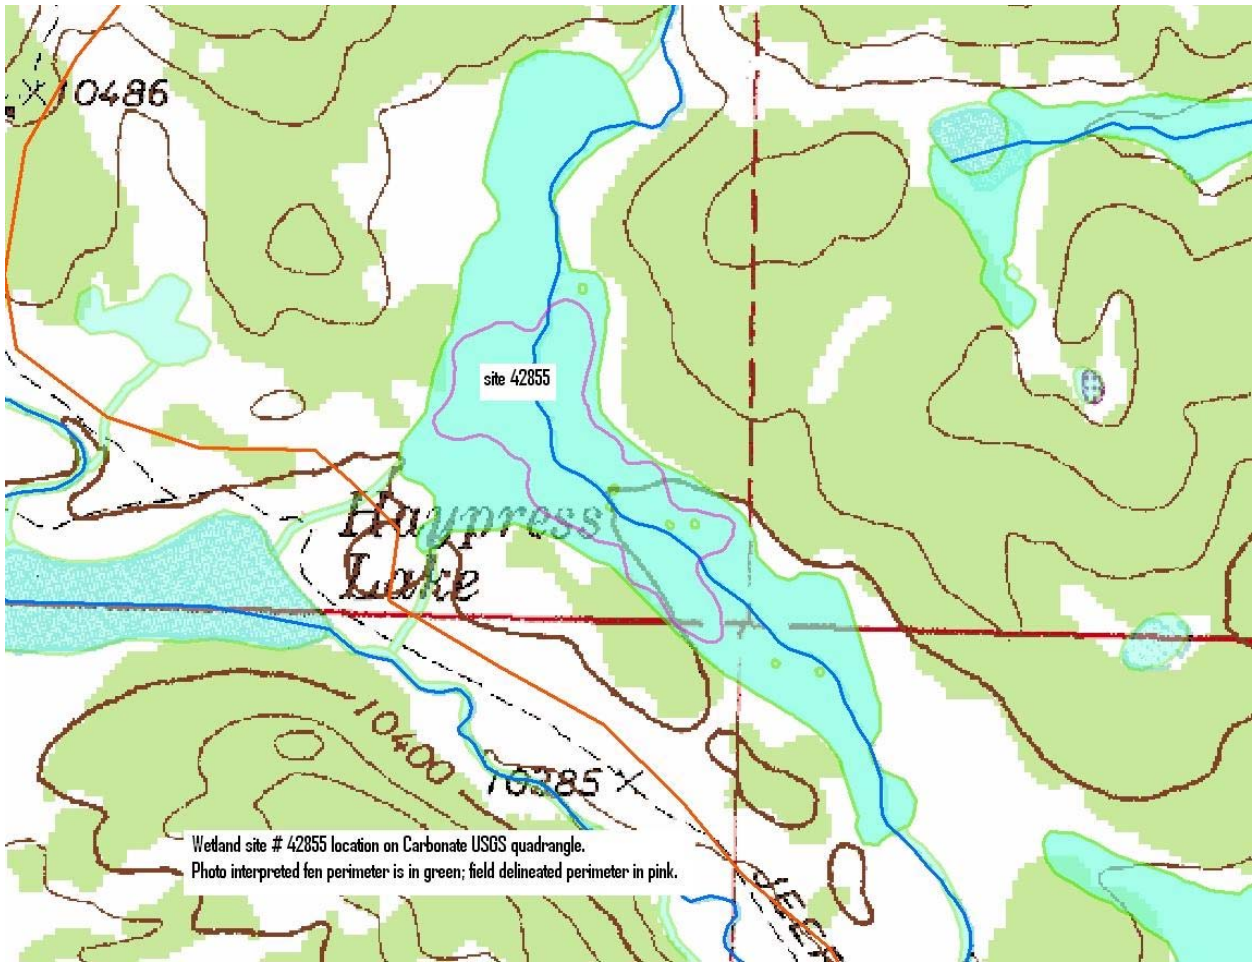 10486
site 42855
Haypress
Lake
10400
10385
Wetland site # 42855 location on Carbonate USGS quadrangle.
Photo interpreted fen perimeter is in green; field delineated perimeter in pink.